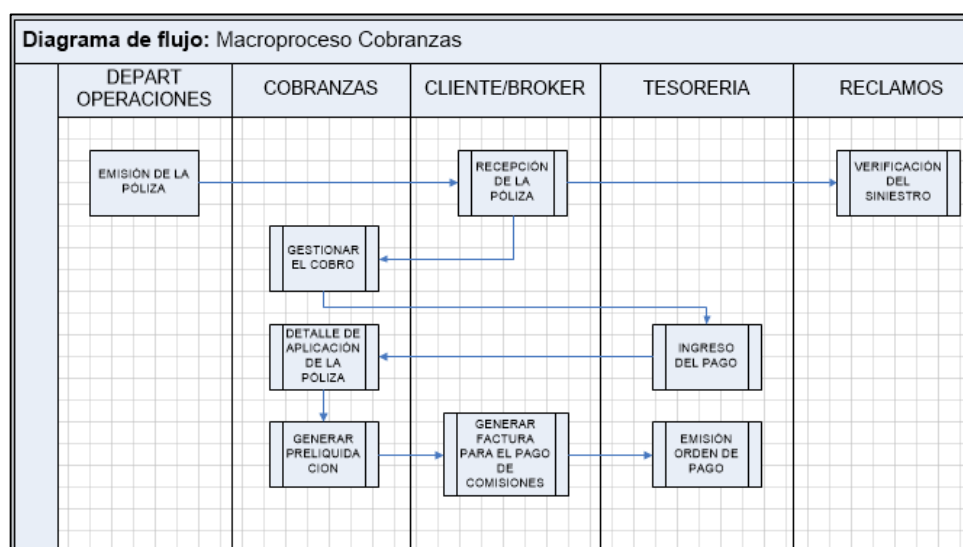 Diagrama de flujo: Macroproceso Cobranzas
DEPART
OPERACIONES
COBRANZAS
CLIENTE/BROKER
TESORERIA
RECLAMOS
EMISIÓN DE LA
PÓLIZA
RECEPCIÓN
DE LA
PÓLIZA
VERIFICACIÓN
DEL
SINIESTRO
GESTIONAR
EL COBRO
DETALLE DE
APLICACIÓN
DE LA
PÓLIZA
INGRESO
DEL PAGO
GENERAR
PRELIQUIDA
CION
GENERAR
FACTURA
PARA EL PAGO
DE
COMISIONES
EMISIÓN
ORDEN DE
PAGO